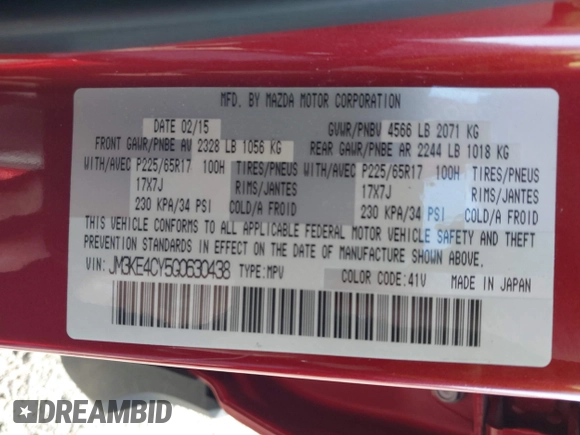 MFD. BY MAZDA MOTOR CORPORATION
DATE 02/15 GVWR/PNBV 4566 LB 2071 KG
FRONT GAWR/PNBE AV 2328 LB 1056 KG REAR GAWR/PNBE AR 2244 LB 1018 KG
WITH/AVEC P225/65R17 100H TIRES/PNEUS WITH/AVEC P225/65R17 100H TIRES/PNEUS
17X7J RIMS/JANTES 17X7J RIMS/JANTES
230 KPA/34 PSI COLD/A FROID 230 KPA/34 PSI COLD/A FROID
THIS VEHICLE CONFORMS TO ALL APPLICABLE FEDERAL MOTOR VEHICLE SAFETY AND THEFT
PREVENTION STANDARDS IN EFFECT ON THE DATE OF MANUFACTURE SHOWN ABOVE.
VIN: JM3KE4CY5G0630438 TYPE: MPV COLOR CODE: 41V MADE IN JAPAN
DREAMBID